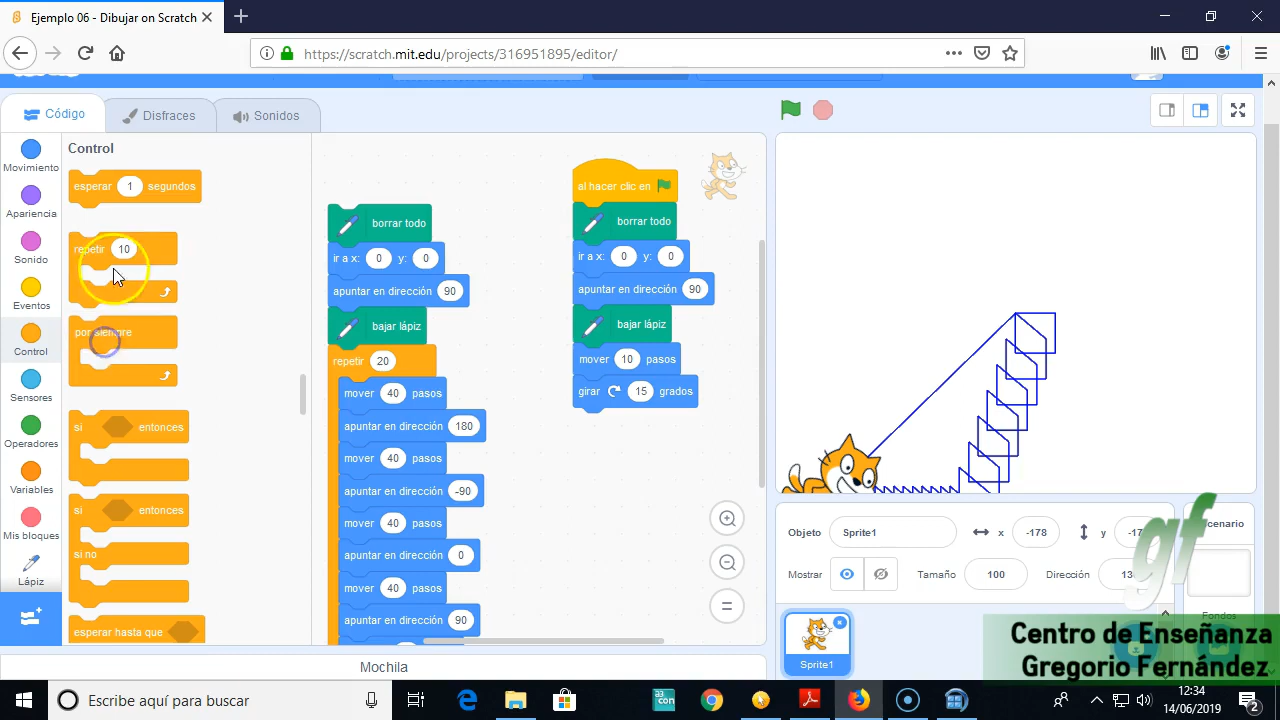 Ejemplo 06 - Dibujar on Scratch
https://scratch.mit.edu/projects/316951895/editor/
Código
Disfraces
Sonidos
Movimiento
Apariencia
Sonido
Eventos
Control
Sensores
Operadores
Variables
Mis bloques
Lápiz
Control
esperar 1 segundos
repetir 10
por siempre
si entonces
si entonces
si no
esperar hasta que
borrar todo
ir a x: 0 y: 0
apuntar en dirección 90
bajar lápiz
repetir 20
mover 40 pasos
apuntar en dirección 180
mover 40 pasos
apuntar en dirección -90
mover 40 pasos
apuntar en dirección 0
mover 40 pasos
apuntar en dirección 90
al hacer clic en
borrar todo
ir a x: 0 y: 0
apuntar en dirección 90
bajar lápiz
mover 10 pasos
girar 15 grados
Objeto Sprite1 x -178 y
Mostrar Tamaño 100 Dirección
Sprite1
Fondos
gf
Centro de Enseñanza
Gregorio Fernández
Mochila
Escribe aquí para buscar
12:34
14/06/2019
2